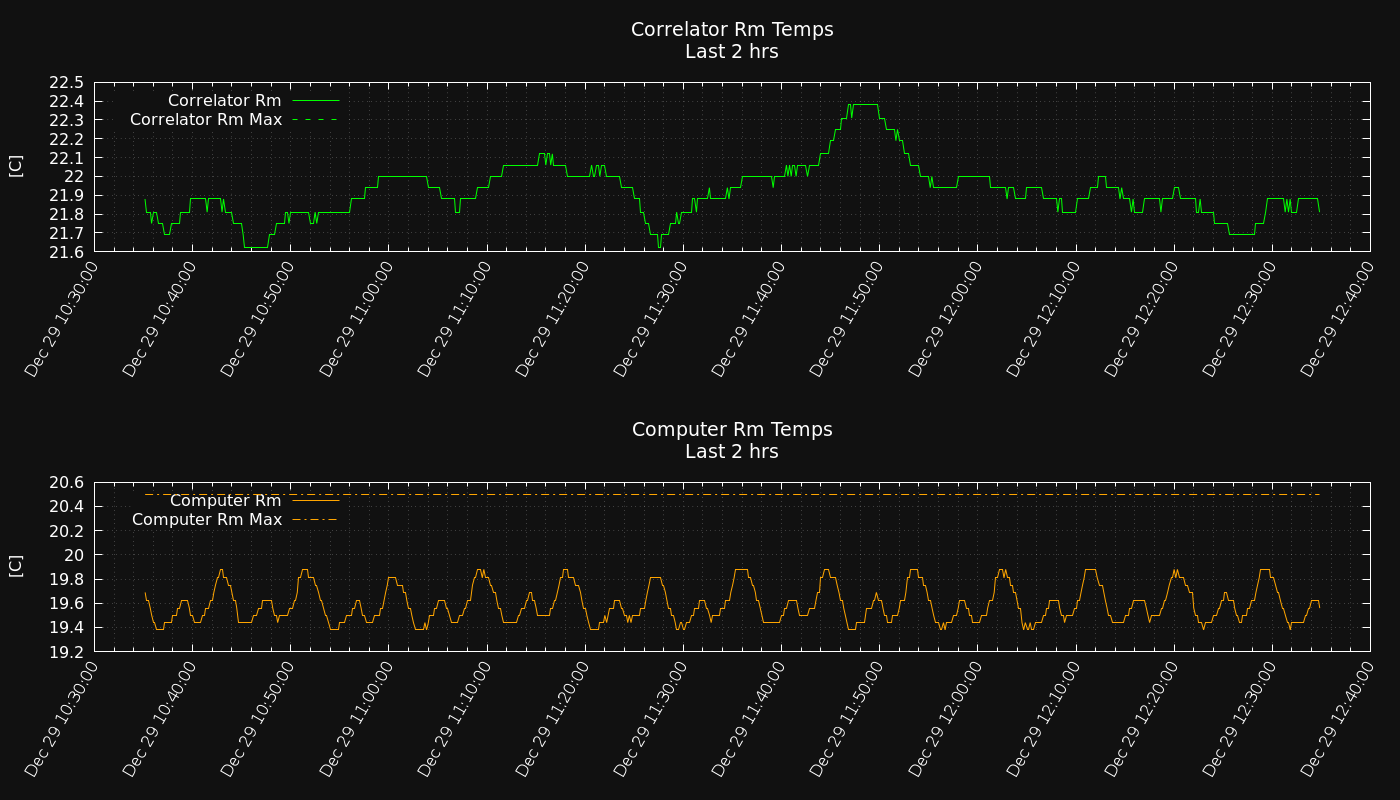 Correlator Rm Temps
Last 2 hrs
22.5
22.4
22.3
22.2
22.1
22
21.9
21.8
21.7
21.6
[C]
Correlator Rm
Correlator Rm Max
Dec 29 10:30:00
Dec 29 10:40:00
Dec 29 10:50:00
Dec 29 11:00:00
Dec 29 11:10:00
Dec 29 11:20:00
Dec 29 11:30:00
Dec 29 11:40:00
Dec 29 11:50:00
Dec 29 12:00:00
Dec 29 12:10:00
Dec 29 12:20:00
Dec 29 12:30:00
Dec 29 12:40:00
Computer Rm Temps
Last 2 hrs
20.6
20.4
20.2
20
19.8
19.6
19.4
19.2
[C]
Computer Rm
Computer Rm Max
Dec 29 10:30:00
Dec 29 10:40:00
Dec 29 10:50:00
Dec 29 11:00:00
Dec 29 11:10:00
Dec 29 11:20:00
Dec 29 11:30:00
Dec 29 11:40:00
Dec 29 11:50:00
Dec 29 12:00:00
Dec 29 12:10:00
Dec 29 12:20:00
Dec 29 12:30:00
Dec 29 12:40:00